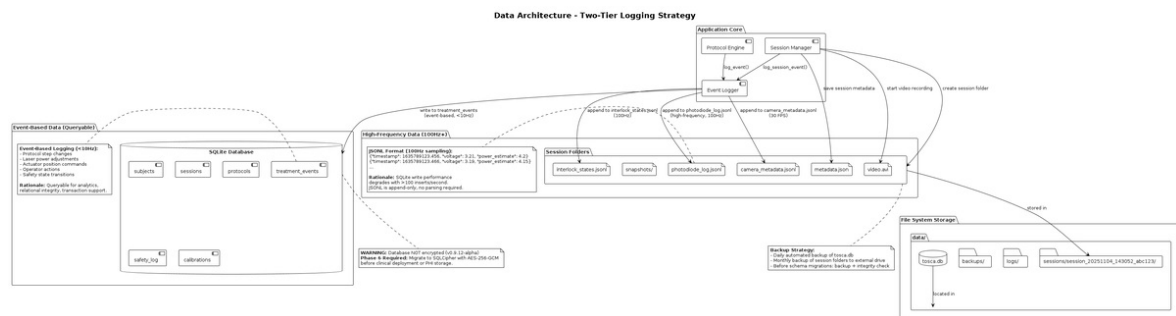 Data Architecture - Two-Tier Logging Strategy
Application Core
Protocol Engine
Session Manager
log_event()
log_session_event()
Event Logger
save session metadata
start video recording
create session folder
write to treatment_events
(event-based, <10Hz)
append to interlock_states.jsonl
(100Hz)
append to photodiode_log.jsonl
(high-frequency, 100Hz)
append to camera_metadata.jsonl
(30 FPS)
Event-Based Data (Queryable)
Event-Based Logging (<10Hz):
- Protocol step changes
- Laser power adjustments
- Actuator position commands
- Operator actions
- Safety state transitions
Rationale: Queryable for analytics,
relational integrity, transaction support.
SQLite Database
subjects
sessions
protocols
treatment_events
safety_log
calibrations
High-Frequency Data (100Hz+)
JSONL Format (100Hz sampling):
...
Rationale: SQLite write performance
degrades with >100 inserts/second.
JSONL is append-only, no parsing required.
Session Folders
interlock_states.jsonl
snapshots/
photodiode_log.jsonl
camera_metadata.jsonl
metadata.json
video.avi
WARNING: Database NOT encrypted (v0.9.12-alpha)
Phase 6 Required: Migrate to SQLCipher with AES-256-GCM
before clinical deployment or PHI storage.
Backup Strategy:
- Daily automated backup of tosca.db
- Monthly backup of session folders to external drive
- Before schema migrations: backup + integrity check
stored in
File System Storage
data/
tosca.db
backups/
logs/
sessions/session_20251104_143052_abc123/
located in